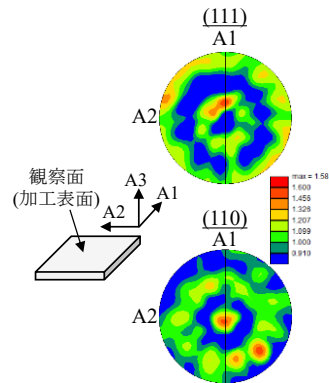 (111)
A1
A2
観察面
(加工表面)
A3
A2
A1
max = 1.58
1.600
1.455
1.326
1.207
1.099
1.000
0.910
(110)
A1
A2